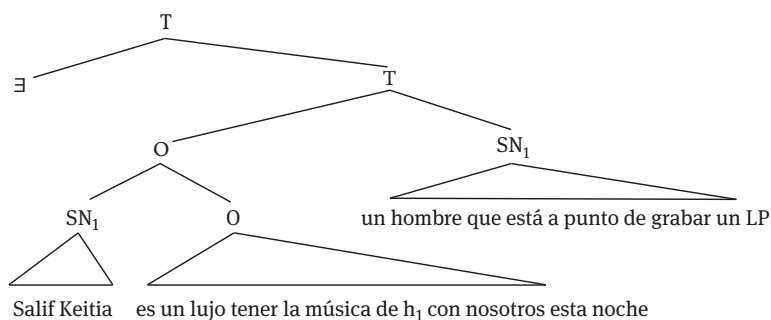 T
∃
T
O
SN₁
SN₁
O
un hombre que está a punto de grabar un LP
Salif Keitia
es un lujo tener la música de h₁ con nosotros esta noche